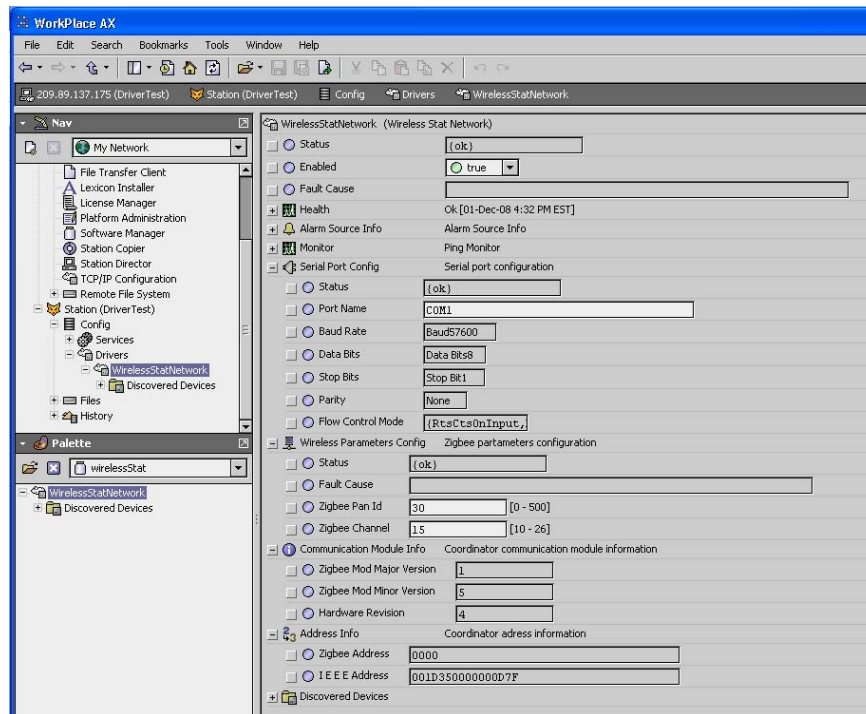 WorkPlace AX
File Edit Search Bookmarks Tools Window Help
209.89.137.175 (DriverTest) Station (DriverTest) Config Drivers WirelessStatNetwork
Nav
My Network
File Transfer Client
Lexicon Installer
License Manager
Platform Administration
Software Manager
Station Copier
Station Director
TCP/IP Configuration
Remote File System
Station (DriverTest)
Config
Services
Drivers
WirelessStatNetwork
Discovered Devices
Files
History
Palette
wirelessStat
WirelessStatNetwork
Discovered Devices
WirelessStatNetwork (Wireless Stat Network)
Status {ok}
Enabled true
Fault Cause
Health Ok [01-Dec-08 4:32 PM EST]
Alarm Source Info Alarm Source Info
Monitor Ping Monitor
Serial Port Config Serial port configuration
Status {ok}
Port Name COM1
Baud Rate Baud57600
Data Bits Data Bits8
Stop Bits Stop Bit1
Parity None
Flow Control Mode {RtsCtsOnInput,
Wireless Parameters Config Zigbee partameters configuration
Status {ok}
Fault Cause
Zigbee Pan Id 30 [0 - 500]
Zigbee Channel 15 [10 - 26]
Communication Module Info Coordinator communication module information
Zigbee Mod Major Version 1
Zigbee Mod Minor Version 5
Hardware Revision 4
Address Info Coordinator adress information
Zigbee Address 0000
I E E E Address 001D350000000D7F
Discovered Devices